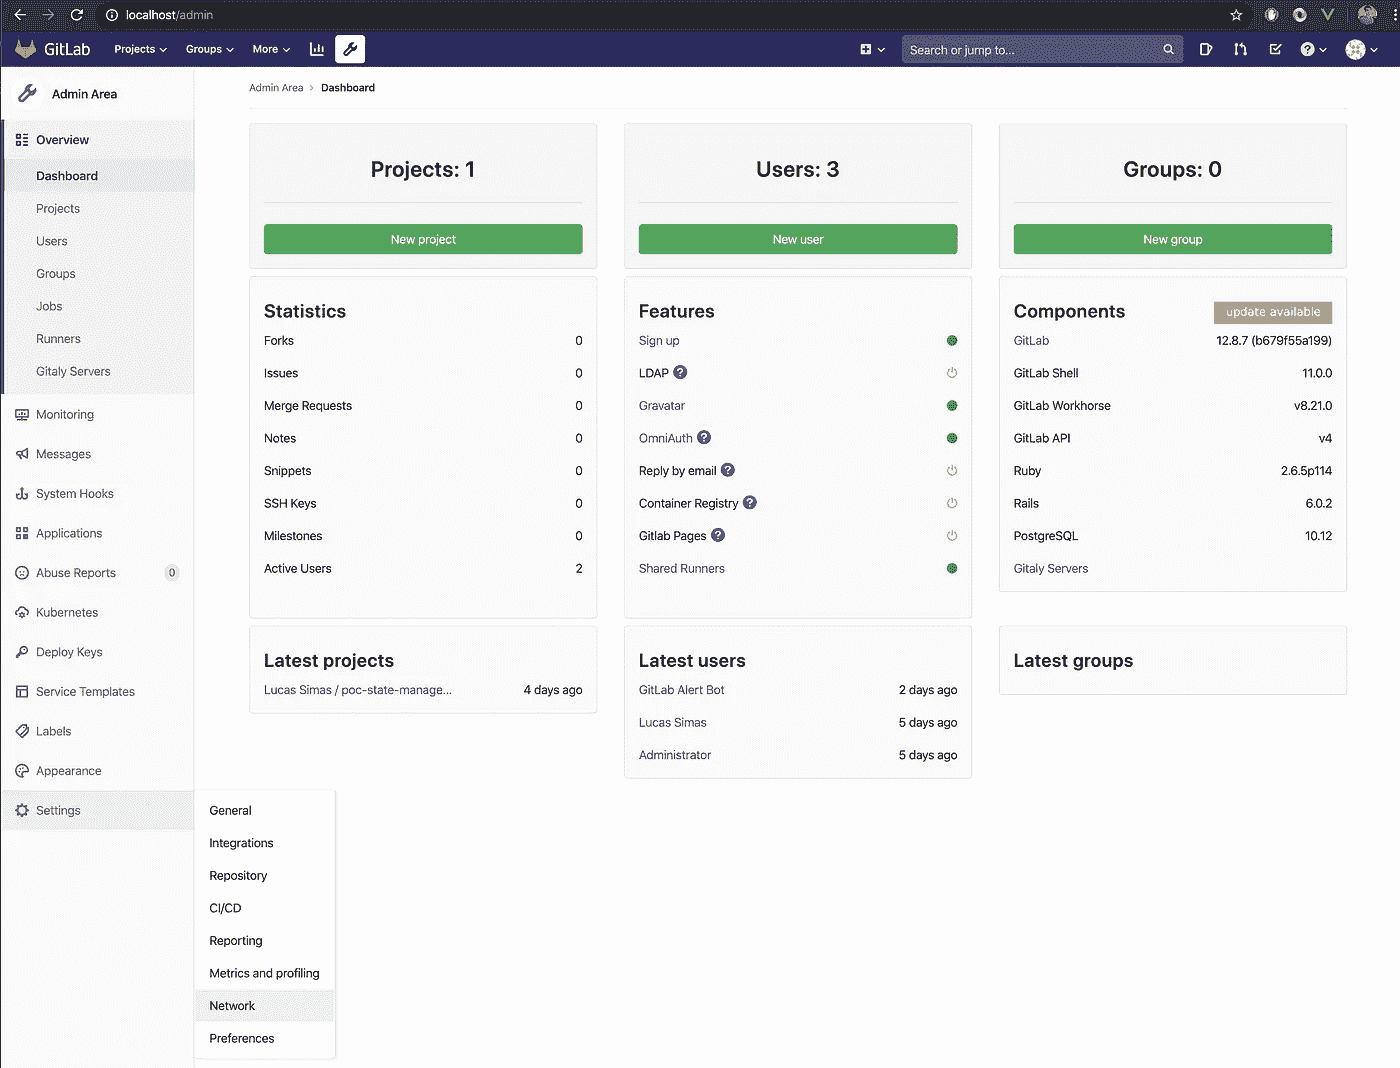 localhost/admin
GitLab Projects Groups More Search or jump to...
Admin Area
Admin Area > Dashboard
Overview
Dashboard
Projects
Users
Groups
Jobs
Runners
Gitaly Servers
Monitoring
Messages
System Hooks
Applications
Abuse Reports 0
Kubernetes
Deploy Keys
Service Templates
Labels
Appearance
Settings
General
Integrations
Repository
CI/CD
Reporting
Metrics and profiling
Network
Preferences
Projects: 1
New project
Users: 3
New user
Groups: 0
New group
Statistics
Forks 0
Issues 0
Merge Requests 0
Notes 0
Snippets 0
SSH Keys 0
Milestones 0
Active Users 2
Features
Sign up
LDAP ?
Gravatar
OmniAuth ?
Reply by email ?
Container Registry ?
Gitlab Pages ?
Shared Runners
Components update available
GitLab 12.8.7 (b679f55a199)
GitLab Shell 11.0.0
GitLab Workhorse v8.21.0
GitLab API v4
Ruby 2.6.5p114
Rails 6.0.2
PostgreSQL 10.12
Gitaly Servers
Latest projects
Lucas Simas / poc-state-manage... 4 days ago
Latest users
GitLab Alert Bot 2 days ago
Lucas Simas 5 days ago
Administrator 5 days ago
Latest groups